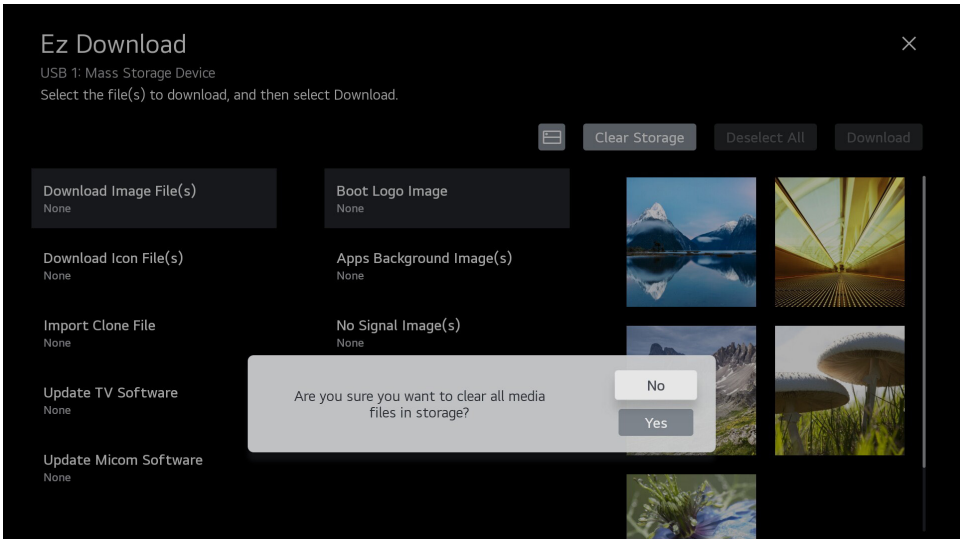 Ez Download
USB 1: Mass Storage Device
Select the file(s) to download, and then select Download.
Clear Storage
Deselect All
Download
Download Image File(s)
None
Boot Logo Image
None
Download Icon File(s)
None
Apps Background Image(s)
None
Import Clone File
None
No Signal Image(s)
None
Update TV Software
None
Are you sure you want to clear all media
files in storage?
No
Yes
Update Micom Software
None